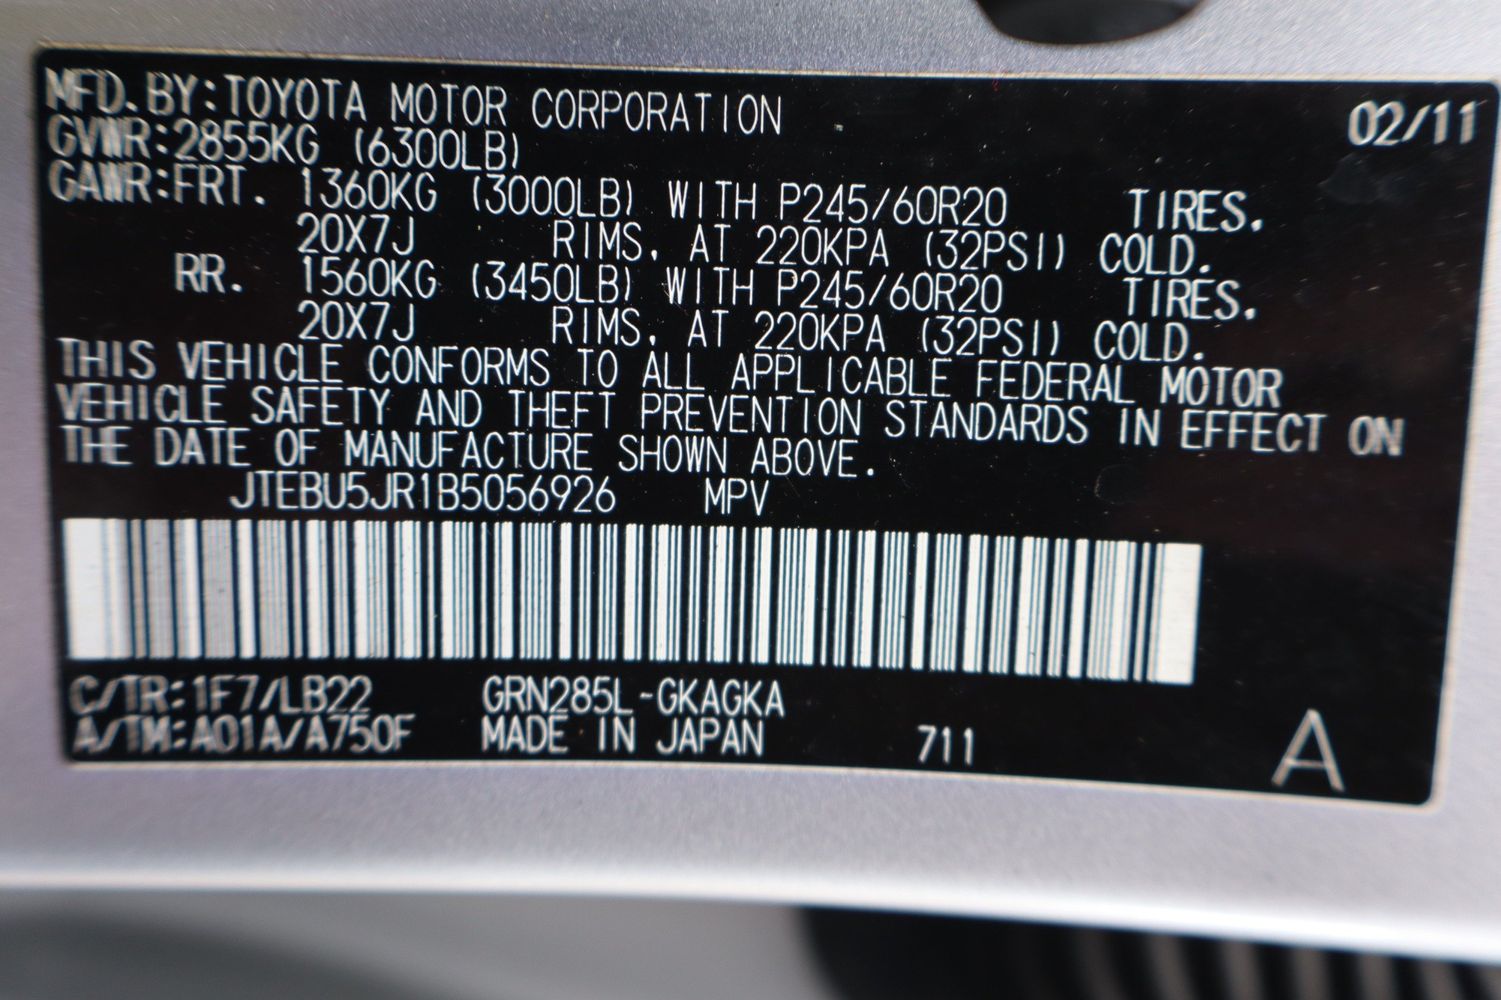 MFD. BY:TOYOTA MOTOR CORPORATION 02/11
GVWR:2855KG (6300LB)
GAWR:FRT. 1360KG (3000LB) WITH P245/60R20 TIRES.
20X7J RIMS, AT 220KPA (32PSI) COLD.
RR. 1560KG (3450LB) WITH P245/60R20 TIRES.
20X7J RIMS, AT 220KPA (32PSI) COLD.
THIS VEHICLE CONFORMS TO ALL APPLICABLE FEDERAL MOTOR
VEHICLE SAFETY AND THEFT PREVENTION STANDARDS IN EFFECT ON
THE DATE OF MANUFACTURE SHOWN ABOVE.
JTEBU5JR1B5056926 MPV
C/TR:1F7/LB22 GRN285L-GKAGKA
A/TM:A01A/A750F MADE IN JAPAN 711 A